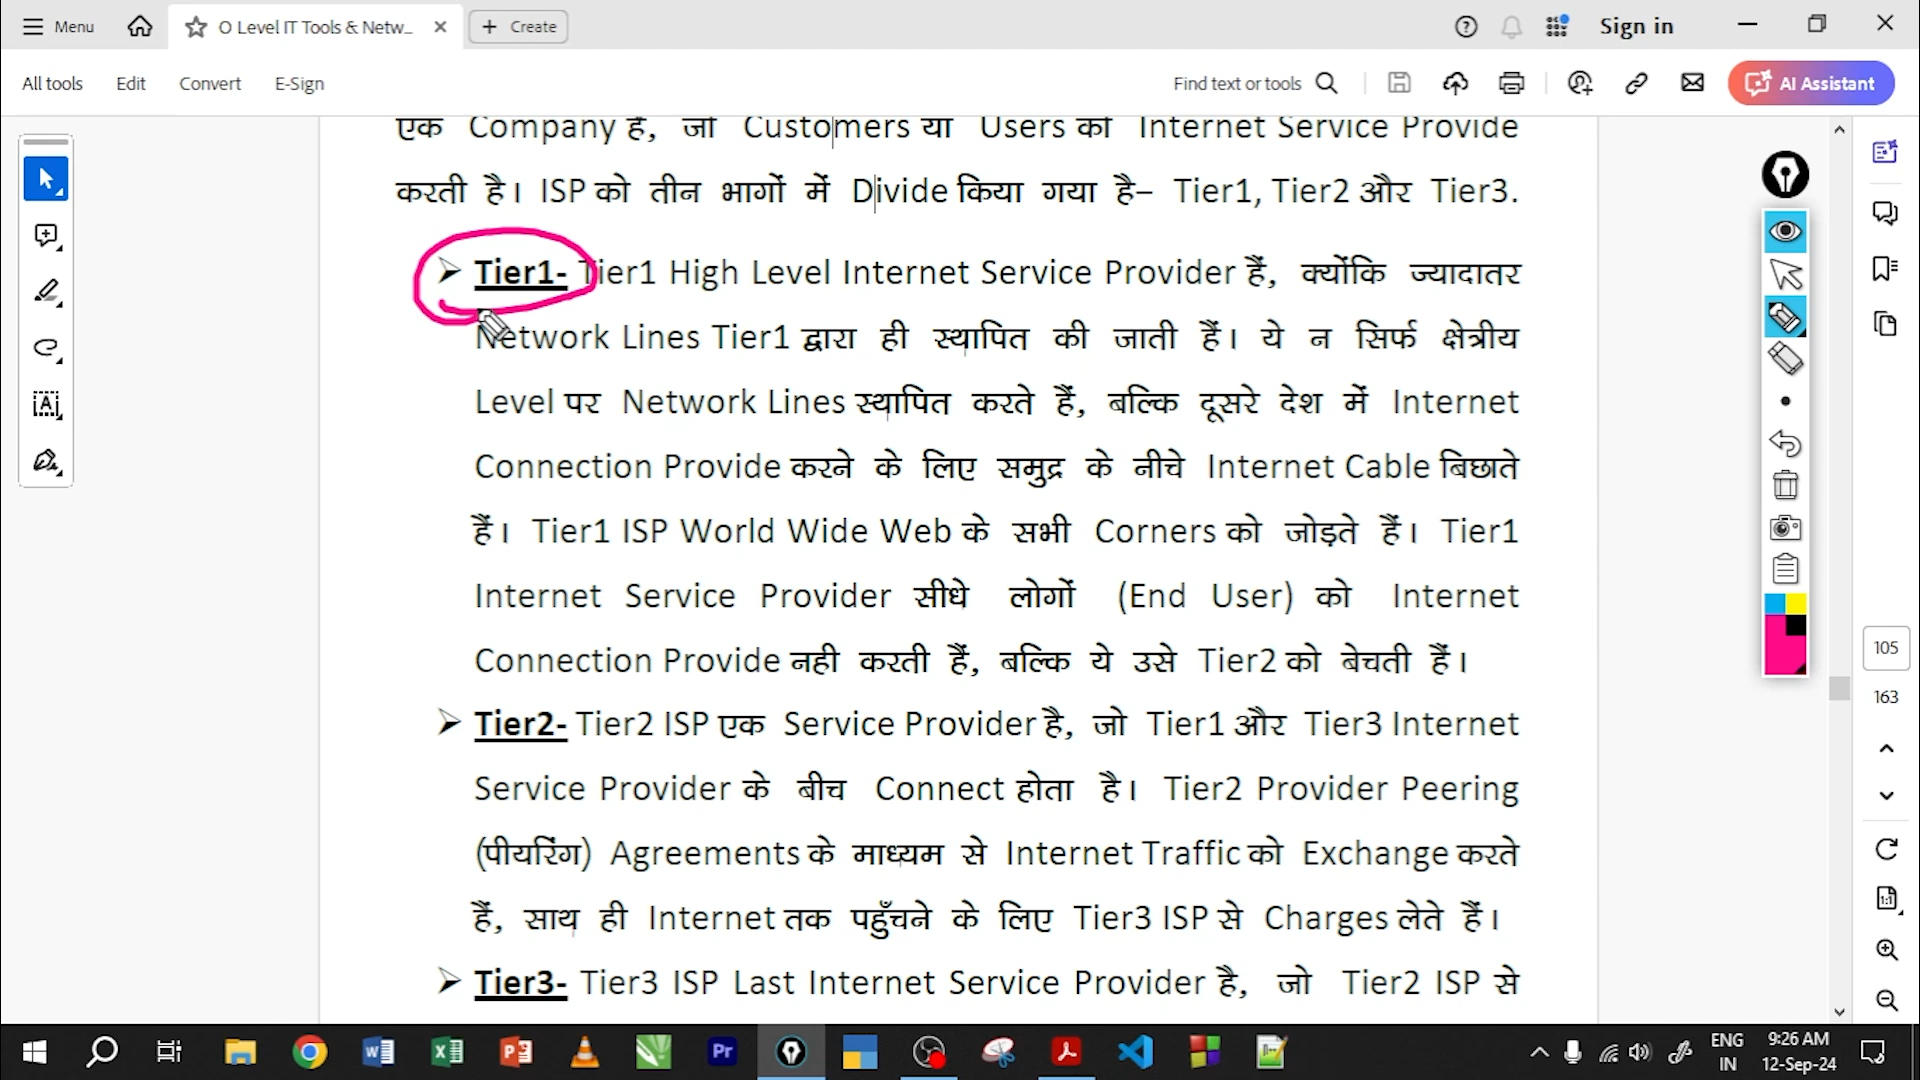 Menu
O Level IT Tools & Netw...
Create
Sign in
All tools
Edit
Convert
E-Sign
Find text or tools
AI Assistant
एक Company है, जो Customers या Users को Internet Service Provide
करती है। ISP को तीन भागों में Divide किया गया है– Tier1, Tier2 और Tier3.
➢ Tier1- Tier1 High Level Internet Service Provider हैं, क्योंकि ज्यादातर
Network Lines Tier1 द्वारा ही स्थापित की जाती हैं। ये न सिर्फ क्षेत्रीय
Level पर Network Lines स्थापित करते हैं, बल्कि दूसरे देश में Internet
Connection Provide करने के लिए समुद्र के नीचे Internet Cable बिछाते
हैं। Tier1 ISP World Wide Web के सभी Corners को जोड़ते हैं। Tier1
Internet Service Provider सीधे लोगों (End User) को Internet
Connection Provide नही करती हैं, बल्कि ये उसे Tier2 को बेचती हैं।
➢ Tier2- Tier2 ISP एक Service Provider है, जो Tier1 और Tier3 Internet
Service Provider के बीच Connect होता है। Tier2 Provider Peering
(पीयरिंग) Agreements के माध्यम से Internet Traffic को Exchange करते
हैं, साथ ही Internet तक पहुँचने के लिए Tier3 ISP से Charges लेते हैं।
➢ Tier3- Tier3 ISP Last Internet Service Provider है, जो Tier2 ISP से
105
163
1:1
Pr
ENG
IN
9:26 AM
12-Sep-24